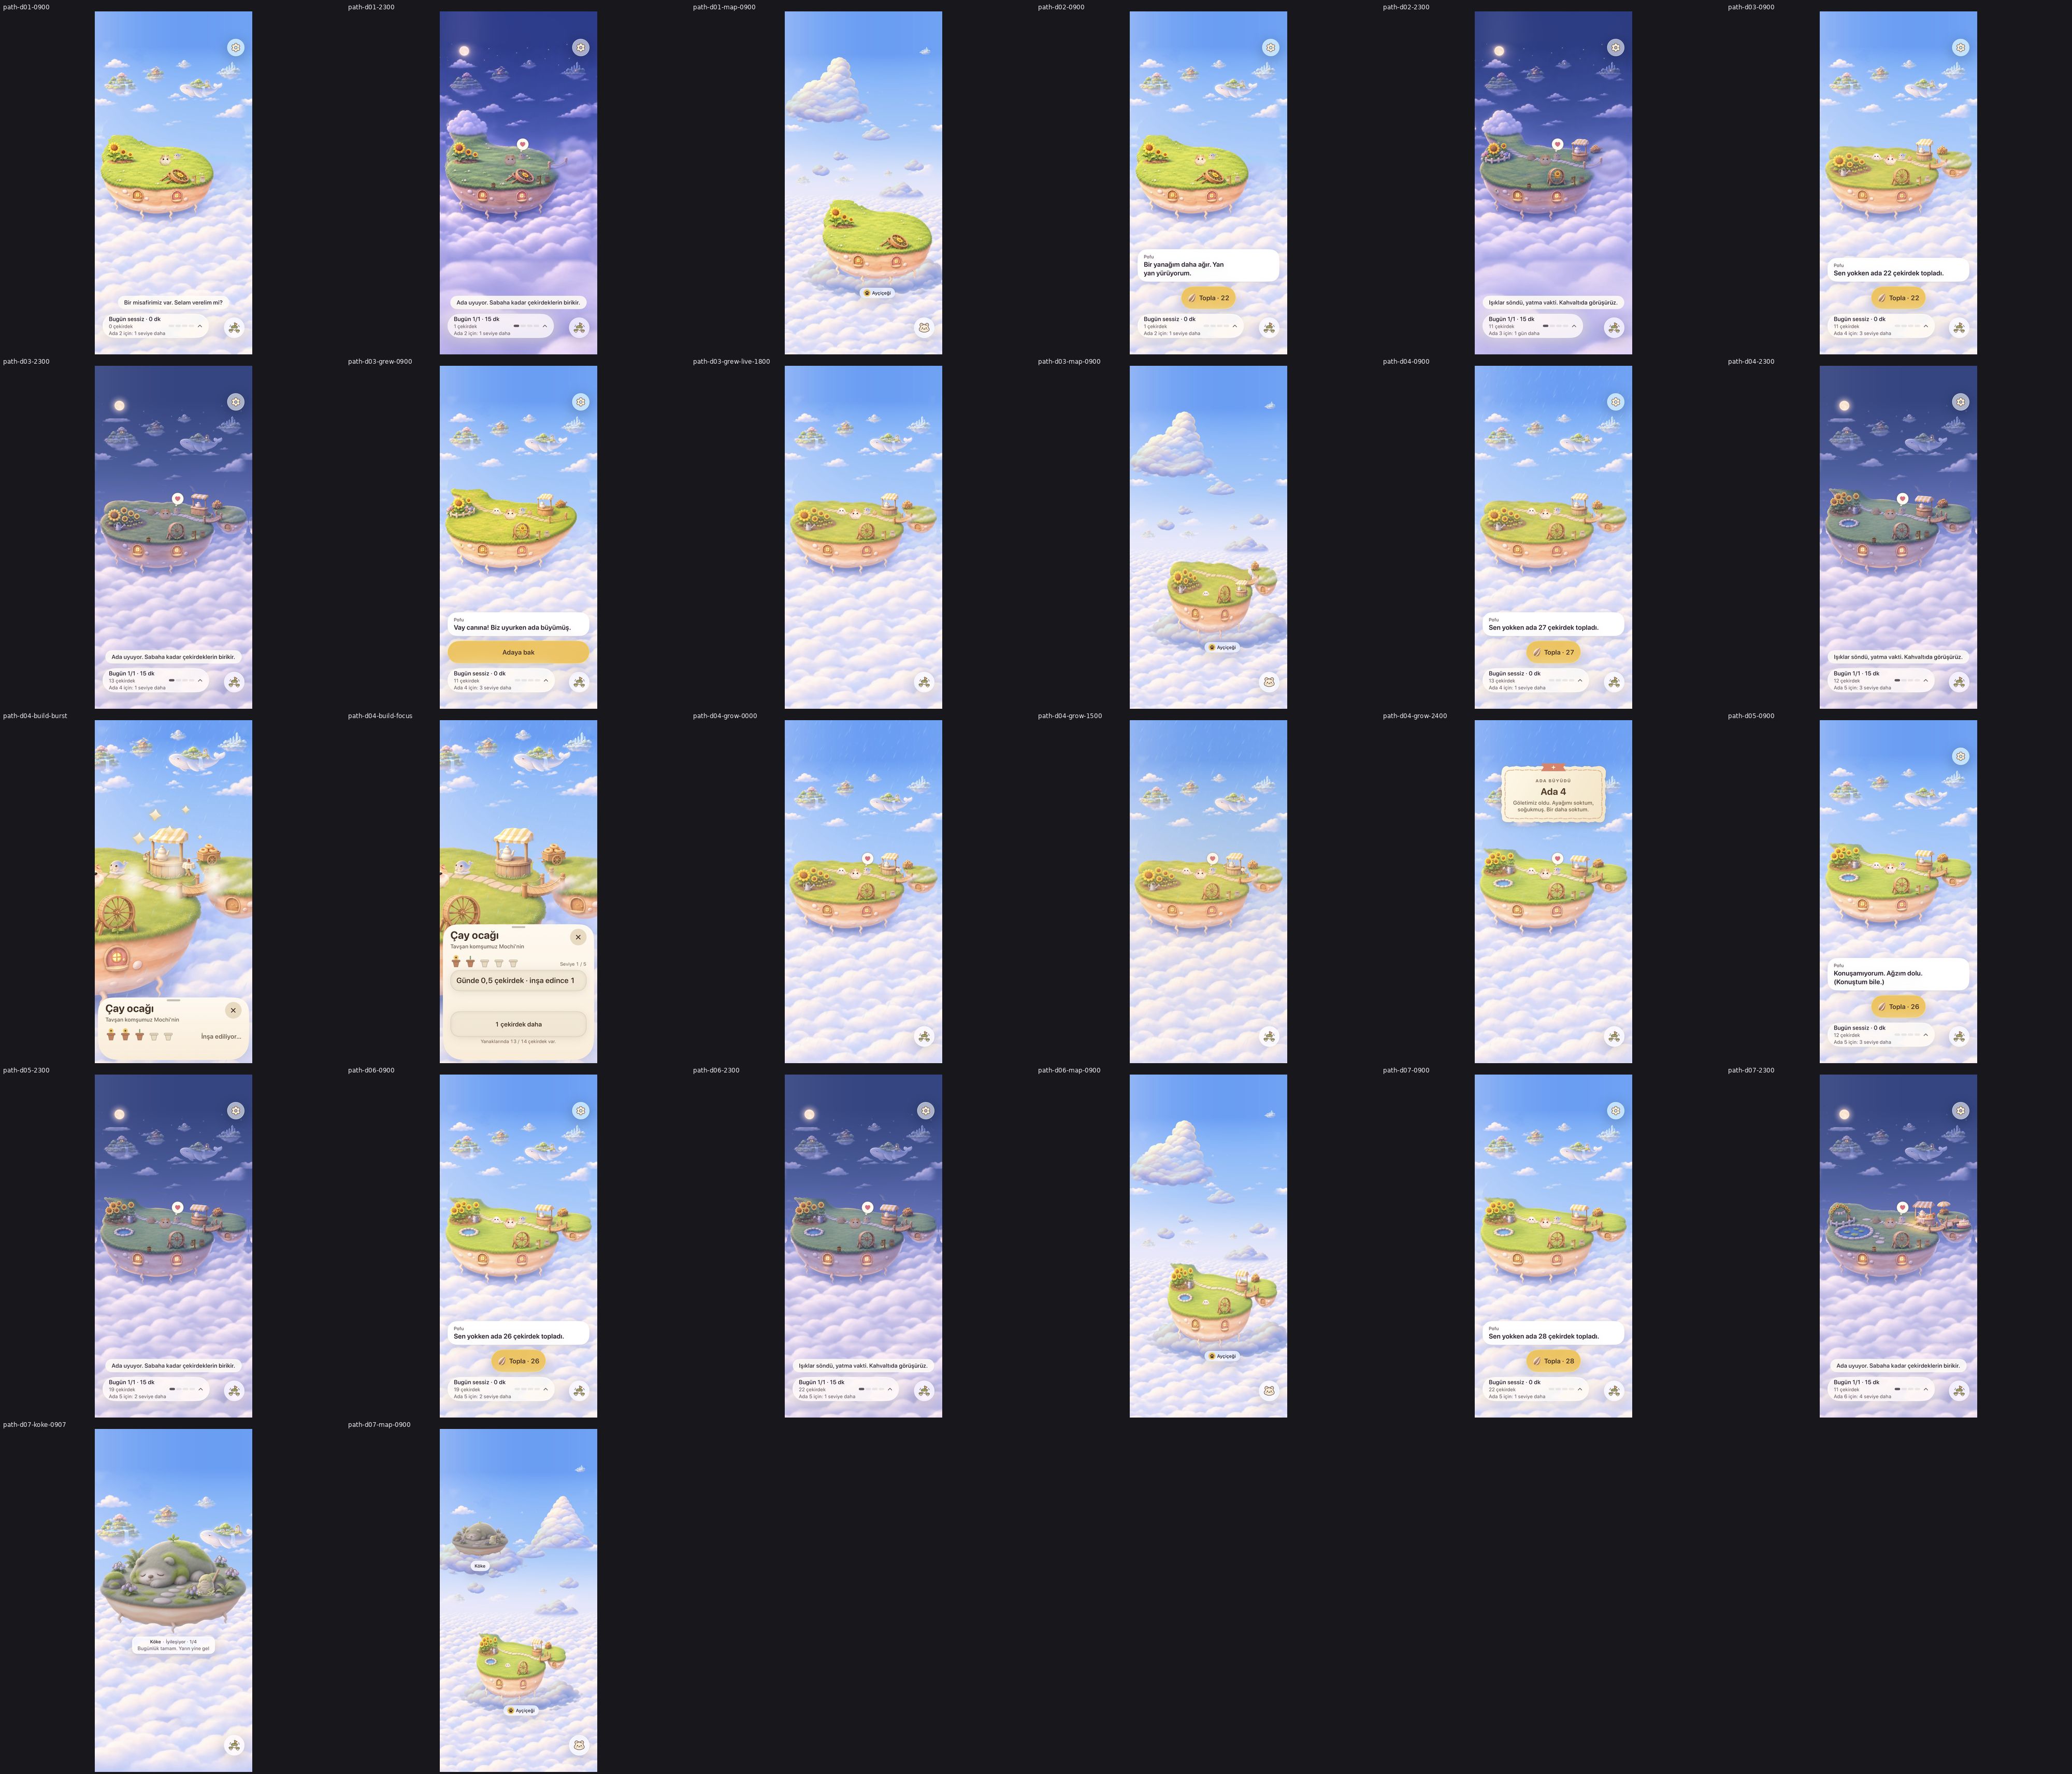 path-d01-0900
Bir misafirimiz var. Selam verelim mi?
Bugün sessiz · 0 dk
0 çekirdek
Ada 2 için: 1 seviye daha
path-d01-2300
Ada uyuyor. Sabaha kadar çekirdeklerin birikir.
Bugün 1/1 · 15 dk
1 çekirdek
Ada 2 için: 1 seviye daha
path-d01-map-0900
Ayçiçeği
path-d02-0900
Pofu
Bir yanağım daha ağır. Yan
yan yürüyorum.
Topla · 22
Bugün sessiz · 0 dk
1 çekirdek
Ada 2 için: 1 seviye daha
path-d02-2300
Işıklar söndü, yatma vakti. Kahvaltıda görüşürüz.
Bugün 1/1 · 15 dk
11 çekirdek
Ada 3 için: 1 gün daha
path-d03-0900
Pofu
Sen yokken ada 22 çekirdek topladı.
Topla · 22
Bugün sessiz · 0 dk
11 çekirdek
Ada 4 için: 3 seviye daha
path-d03-2300
Ada uyuyor. Sabaha kadar çekirdeklerin birikir.
Bugün 1/1 · 15 dk
13 çekirdek
Ada 4 için: 1 seviye daha
path-d03-grew-0900
Pofu
Vay canına! Biz uyurken ada büyümüş.
Adaya bak
Bugün sessiz · 0 dk
11 çekirdek
Ada 4 için: 3 seviye daha
path-d03-grew-live-1800
path-d03-map-0900
Ayçiçeği
path-d04-0900
Pofu
Sen yokken ada 27 çekirdek topladı.
Topla · 27
Bugün sessiz · 0 dk
13 çekirdek
Ada 4 için: 1 seviye daha
path-d04-2300
Işıklar söndü, yatma vakti. Kahvaltıda görüşürüz.
Bugün 1/1 · 15 dk
12 çekirdek
Ada 5 için: 3 seviye daha
path-d04-build-burst
Çay ocağı
Tavşan komşumuz Mochi'nin
İnşa ediliyor...
path-d04-build-focus
Çay ocağı
Tavşan komşumuz Mochi'nin
Seviye 1 / 5
Günde 0,5 çekirdek · inşa edince 1
1 çekirdek daha
Yanaklarında 13 / 14 çekirdek var.
path-d04-grow-0000
path-d04-grow-1500
path-d04-grow-2400
ADA BÜYÜDÜ
Ada 4
Göletimiz oldu. Ayağımı soktum,
soğukmuş. Bir daha soktum.
path-d05-0900
Pofu
Konuşamıyorum. Ağzım dolu.
(Konuştum bile.)
Topla · 26
Bugün sessiz · 0 dk
12 çekirdek
Ada 5 için: 3 seviye daha
path-d05-2300
Ada uyuyor. Sabaha kadar çekirdeklerin birikir.
Bugün 1/1 · 15 dk
19 çekirdek
Ada 5 için: 2 seviye daha
path-d06-0900
Pofu
Sen yokken ada 26 çekirdek topladı.
Topla · 26
Bugün sessiz · 0 dk
19 çekirdek
Ada 5 için: 2 seviye daha
path-d06-2300
Işıklar söndü, yatma vakti. Kahvaltıda görüşürüz.
Bugün 1/1 · 15 dk
22 çekirdek
Ada 5 için: 1 seviye daha
path-d06-map-0900
Ayçiçeği
path-d07-0900
Pofu
Sen yokken ada 28 çekirdek topladı.
Topla · 28
Bugün sessiz · 0 dk
22 çekirdek
Ada 5 için: 1 seviye daha
path-d07-2300
Ada uyuyor. Sabaha kadar çekirdeklerin birikir.
Bugün 1/1 · 15 dk
11 çekirdek
Ada 6 için: 4 seviye daha
path-d07-koke-0907
Köke · İyileşiyor · 1/4
Bugünlük tamam. Yarın yine gel
path-d07-map-0900
Köke
Ayçiçeği